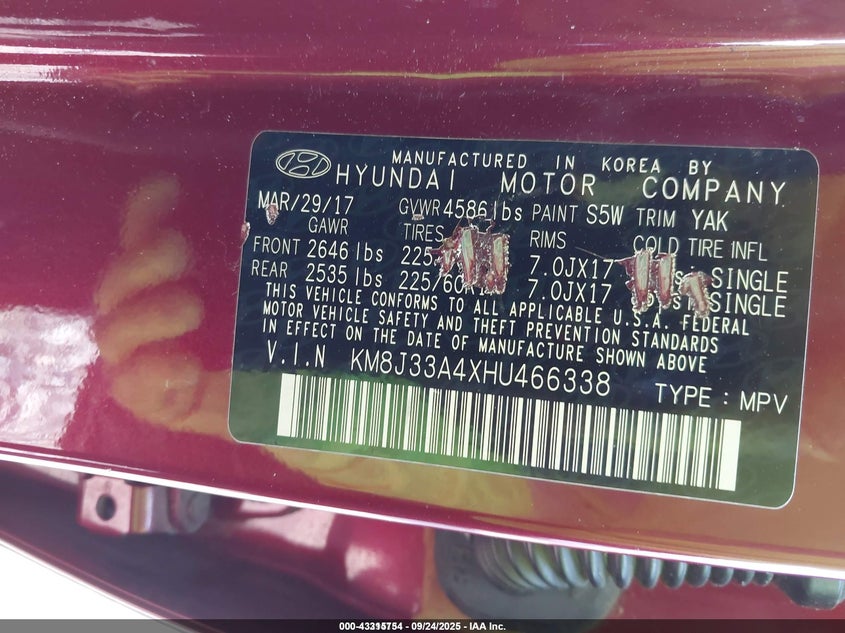 MANUFACTURED IN KOREA BY
HYUNDAI MOTOR COMPANY
MAR/29/17 GVWR 4586 lbs PAINT S5W TRIM YAK
GAWR TIRES RIMS COLD TIRE INFL
FRONT 2646 lbs 7.0JX17 SINGLE
REAR 2535 lbs 7.0JX17 SINGLE
THIS VEHICLE CONFORMS TO ALL APPLICABLE U.S.A. FEDERAL
MOTOR VEHICLE SAFETY AND THEFT PREVENTION STANDARDS
IN EFFECT ON THE DATE OF MANUFACTURE SHOWN ABOVE
V.I.N KM8J33A4XHU466338 TYPE : MPV
09/24/2025 - IAA Inc.